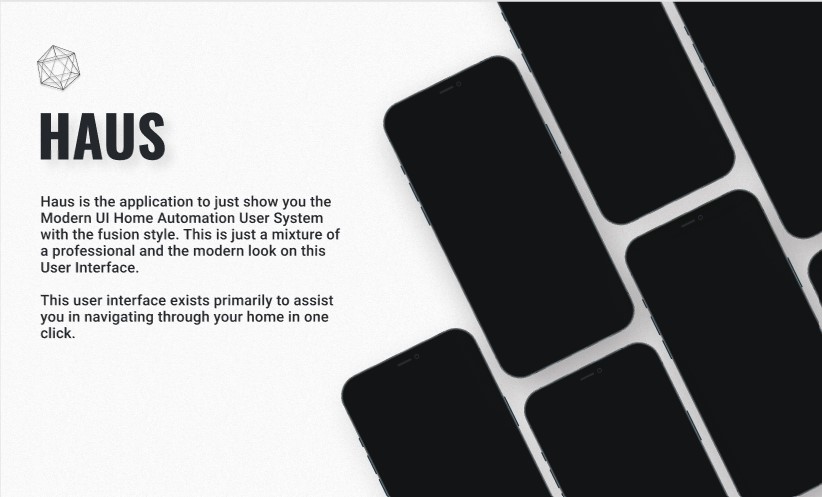 HAUS
Haus is the application to just show you the
Modern UI Home Automation User System
with the fusion style. This is just a mixture of
a professional and the modern look on this
User Interface.
This user interface exists primarily to assist
you in navigating through your home in one
click.